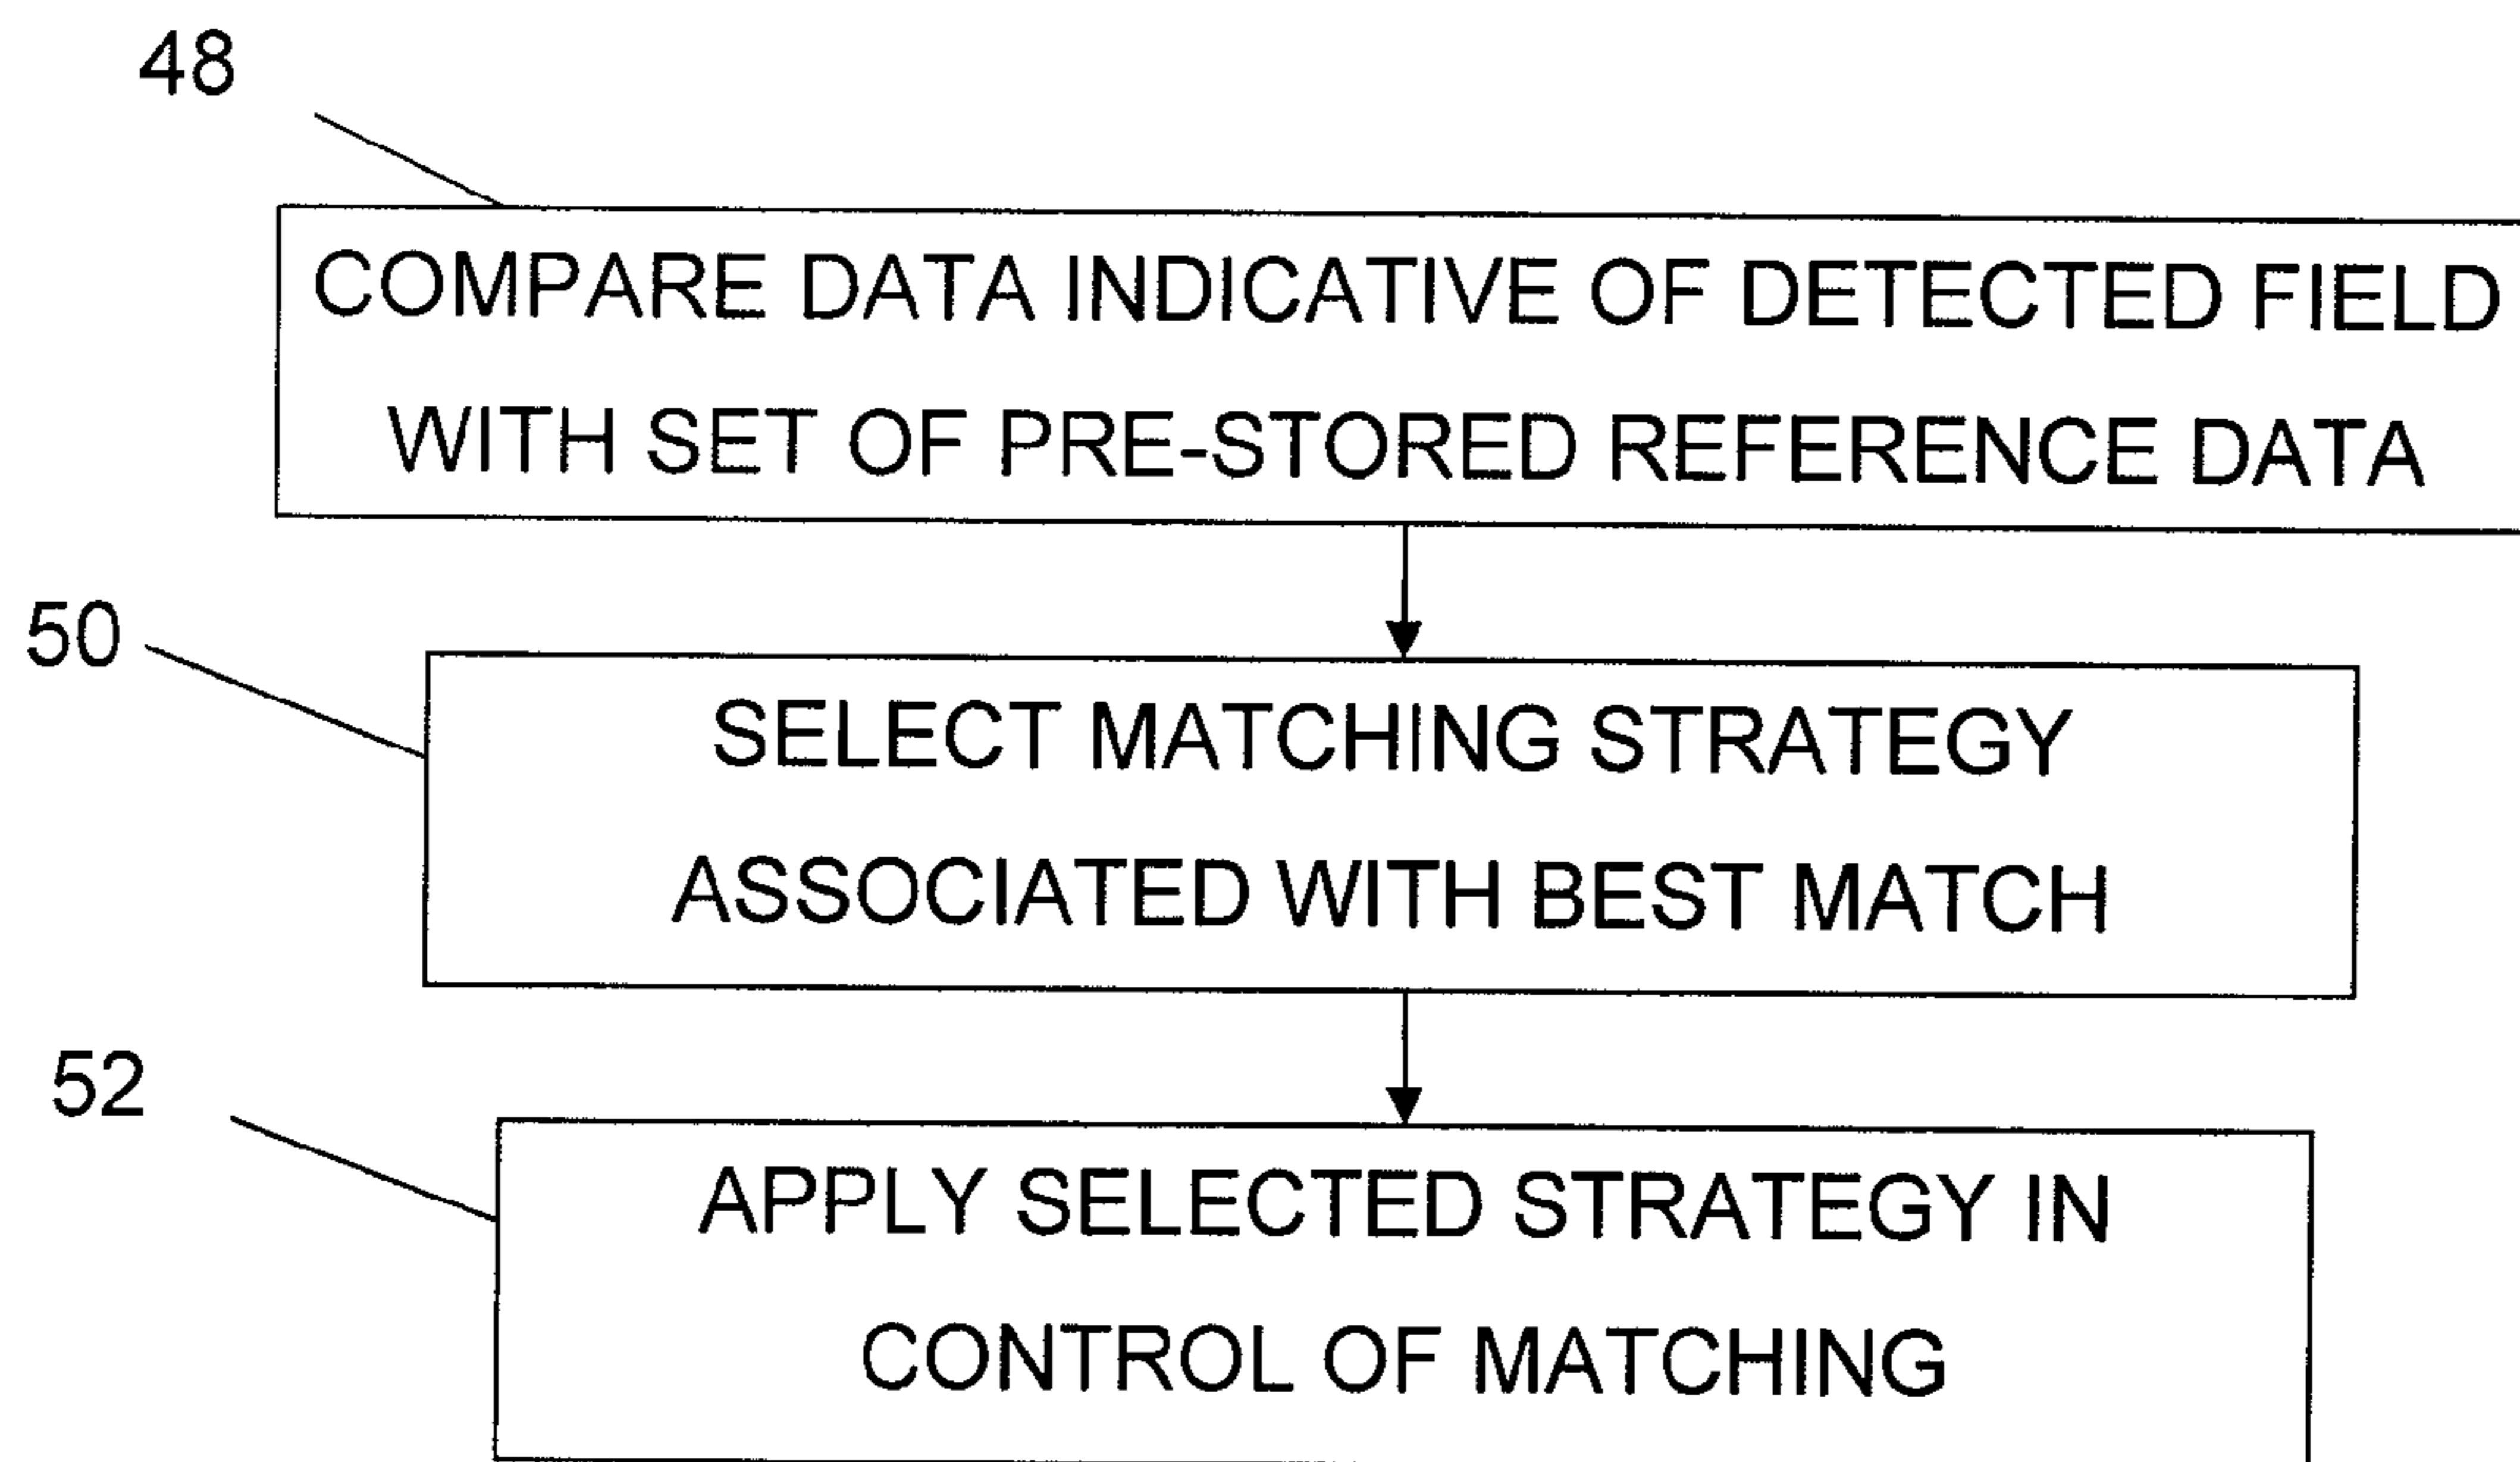 48
COMPARE DATA INDICATIVE OF DETECTED FIELD
WITH SET OF PRE-STORED REFERENCE DATA
50
SELECT MATCHING STRATEGY
ASSOCIATED WITH BEST MATCH
52
APPLY SELECTED STRATEGY IN
CONTROL OF MATCHING